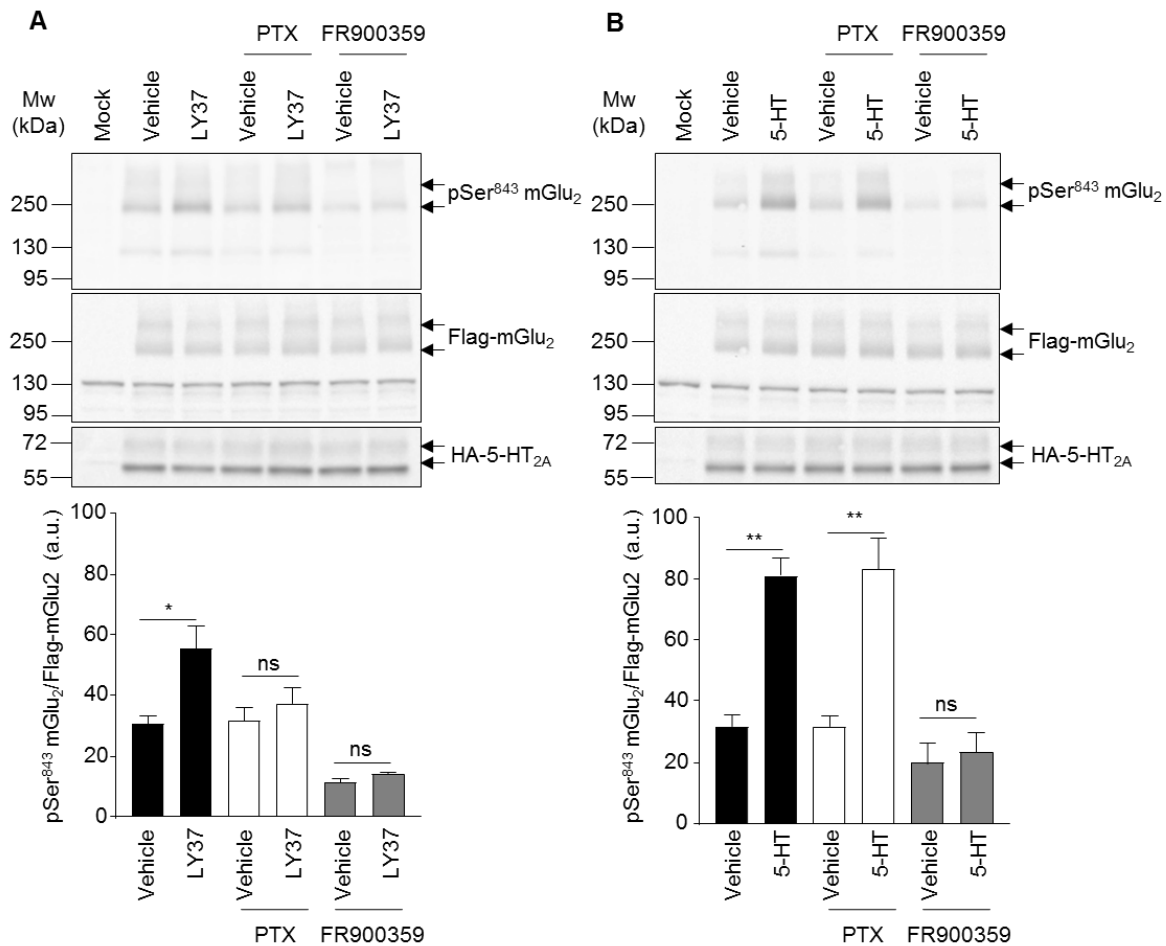 A
PTX FR900359
Mw
(kDa)
Mock Vehicle LY37 Vehicle LY37 Vehicle LY37
250
130
95
pSer⁸⁴³ mGlu₂
250
130
95
Flag-mGlu₂
72
55
HA-5-HT₂A
pSer⁸⁴³ mGlu₂/Flag-mGlu2 (a.u.)
100
80
60
40
20
0
* ns ns
Vehicle LY37 Vehicle LY37 Vehicle LY37
PTX FR900359
B
PTX FR900359
Mw
(kDa)
Mock Vehicle 5-HT Vehicle 5-HT Vehicle 5-HT
250
130
95
pSer⁸⁴³ mGlu₂
250
130
95
Flag-mGlu₂
72
55
HA-5-HT₂A
pSer⁸⁴³ mGlu₂/Flag-mGlu2 (a.u.)
100
80
60
40
20
0
** ** ns
Vehicle 5-HT Vehicle 5-HT Vehicle 5-HT
PTX FR900359